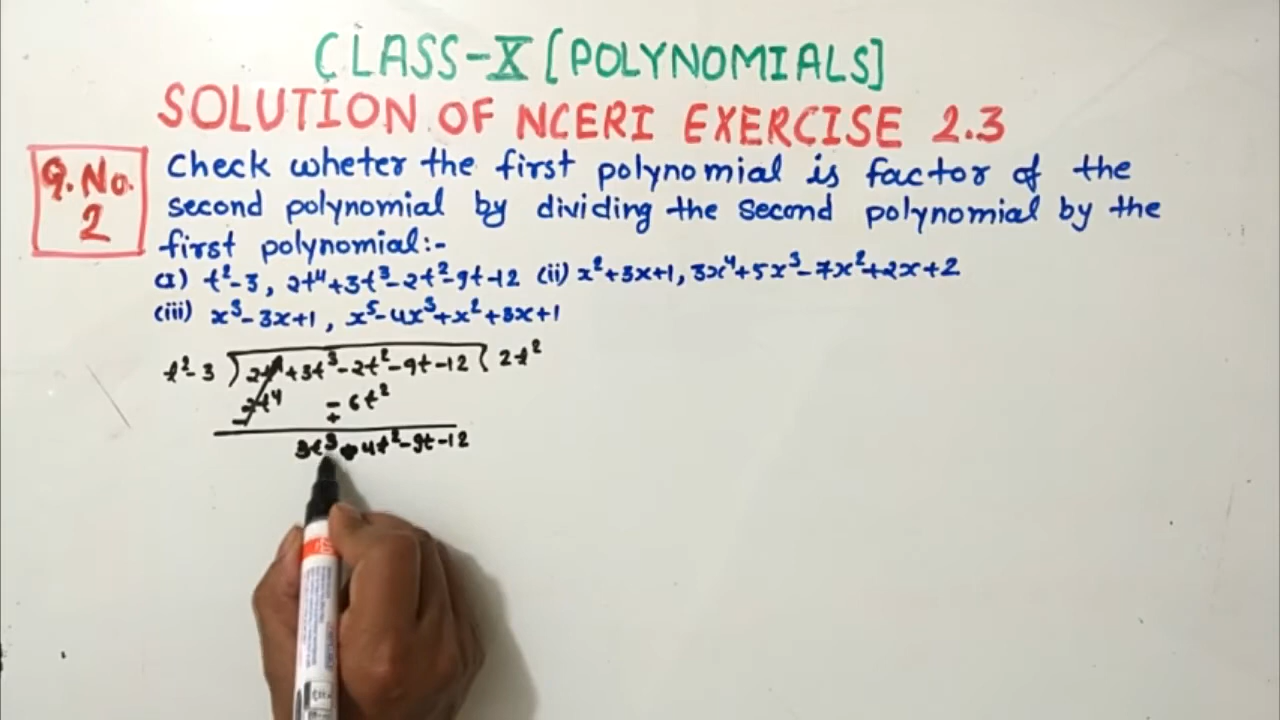 CLASS-X [POLYNOMIALS]
SOLUTION OF NCERI EXERCISE 2.3
Q.No. 2
Check wheter the first polynomial is factor of the
second polynomial by dividing the second polynomial by the
first polynomial:-
(i) t²-3, 2t⁴+3t³-2t²-9t-12 (ii) x²+3x+1, 3x⁴+5x³-7x²+2x+2
(iii) x³-3x+1, x⁵-4x³+x²+3x+1
t²-3 ) 2t⁴+3t³-2t²-9t-12 ( 2t²
2t⁴ - 6t²
- +
3t³+4t²-9t-12